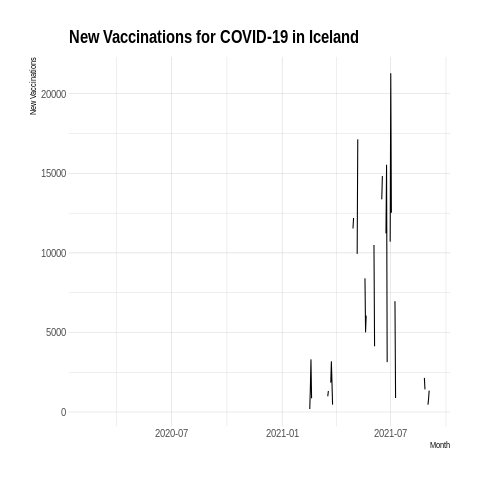 New Vaccinations for COVID-19 in Iceland
New Vaccinations
20000
15000
10000
5000
0
2020-07 2021-01 2021-07
Month